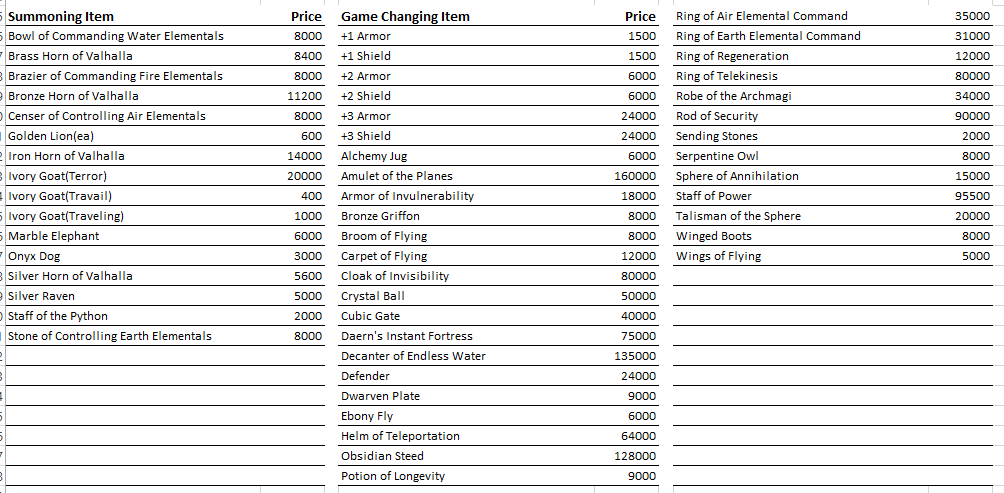 Summoning Item Price
Bowl of Commanding Water Elementals 8000
Brass Horn of Valhalla 8400
Brazier of Commanding Fire Elementals 8000
Bronze Horn of Valhalla 11200
Censer of Controlling Air Elementals 8000
Golden Lion(ea) 600
Iron Horn of Valhalla 14000
Ivory Goat(Terror) 20000
Ivory Goat(Travail) 400
Ivory Goat(Traveling) 1000
Marble Elephant 6000
Onyx Dog 3000
Silver Horn of Valhalla 5600
Silver Raven 5000
Staff of the Python 2000
Stone of Controlling Earth Elementals 8000
Game Changing Item Price
+1 Armor 1500
+1 Shield 1500
+2 Armor 6000
+2 Shield 6000
+3 Armor 24000
+3 Shield 24000
Alchemy Jug 6000
Amulet of the Planes 160000
Armor of Invulnerability 18000
Bronze Griffon 8000
Broom of Flying 8000
Carpet of Flying 12000
Cloak of Invisibility 80000
Crystal Ball 50000
Cubic Gate 40000
Daern's Instant Fortress 75000
Decanter of Endless Water 135000
Defender 24000
Dwarven Plate 9000
Ebony Fly 6000
Helm of Teleportation 64000
Obsidian Steed 128000
Potion of Longevity 9000
Ring of Air Elemental Command 35000
Ring of Earth Elemental Command 31000
Ring of Regeneration 12000
Ring of Telekinesis 80000
Robe of the Archmagi 34000
Rod of Security 90000
Sending Stones 2000
Serpentine Owl 8000
Sphere of Annihilation 15000
Staff of Power 95500
Talisman of the Sphere 20000
Winged Boots 8000
Wings of Flying 5000